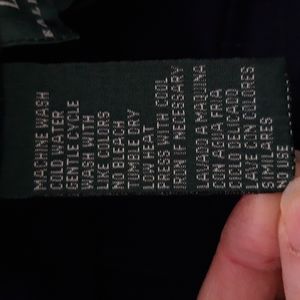 MACHINE WASH
COLD WATER
GENTLE CYCLE
WASH WITH
LIKE COLORS
NO BLEACH
TUMBLE DRY
LOW HEAT
PRESS WITH COOL
IRON IF NECESSARY
LAVADO A MAQUINA
CON AGUA FRIA
CICLO DELICADO
LAVE CON COLORES
SIMILARES
NO USE